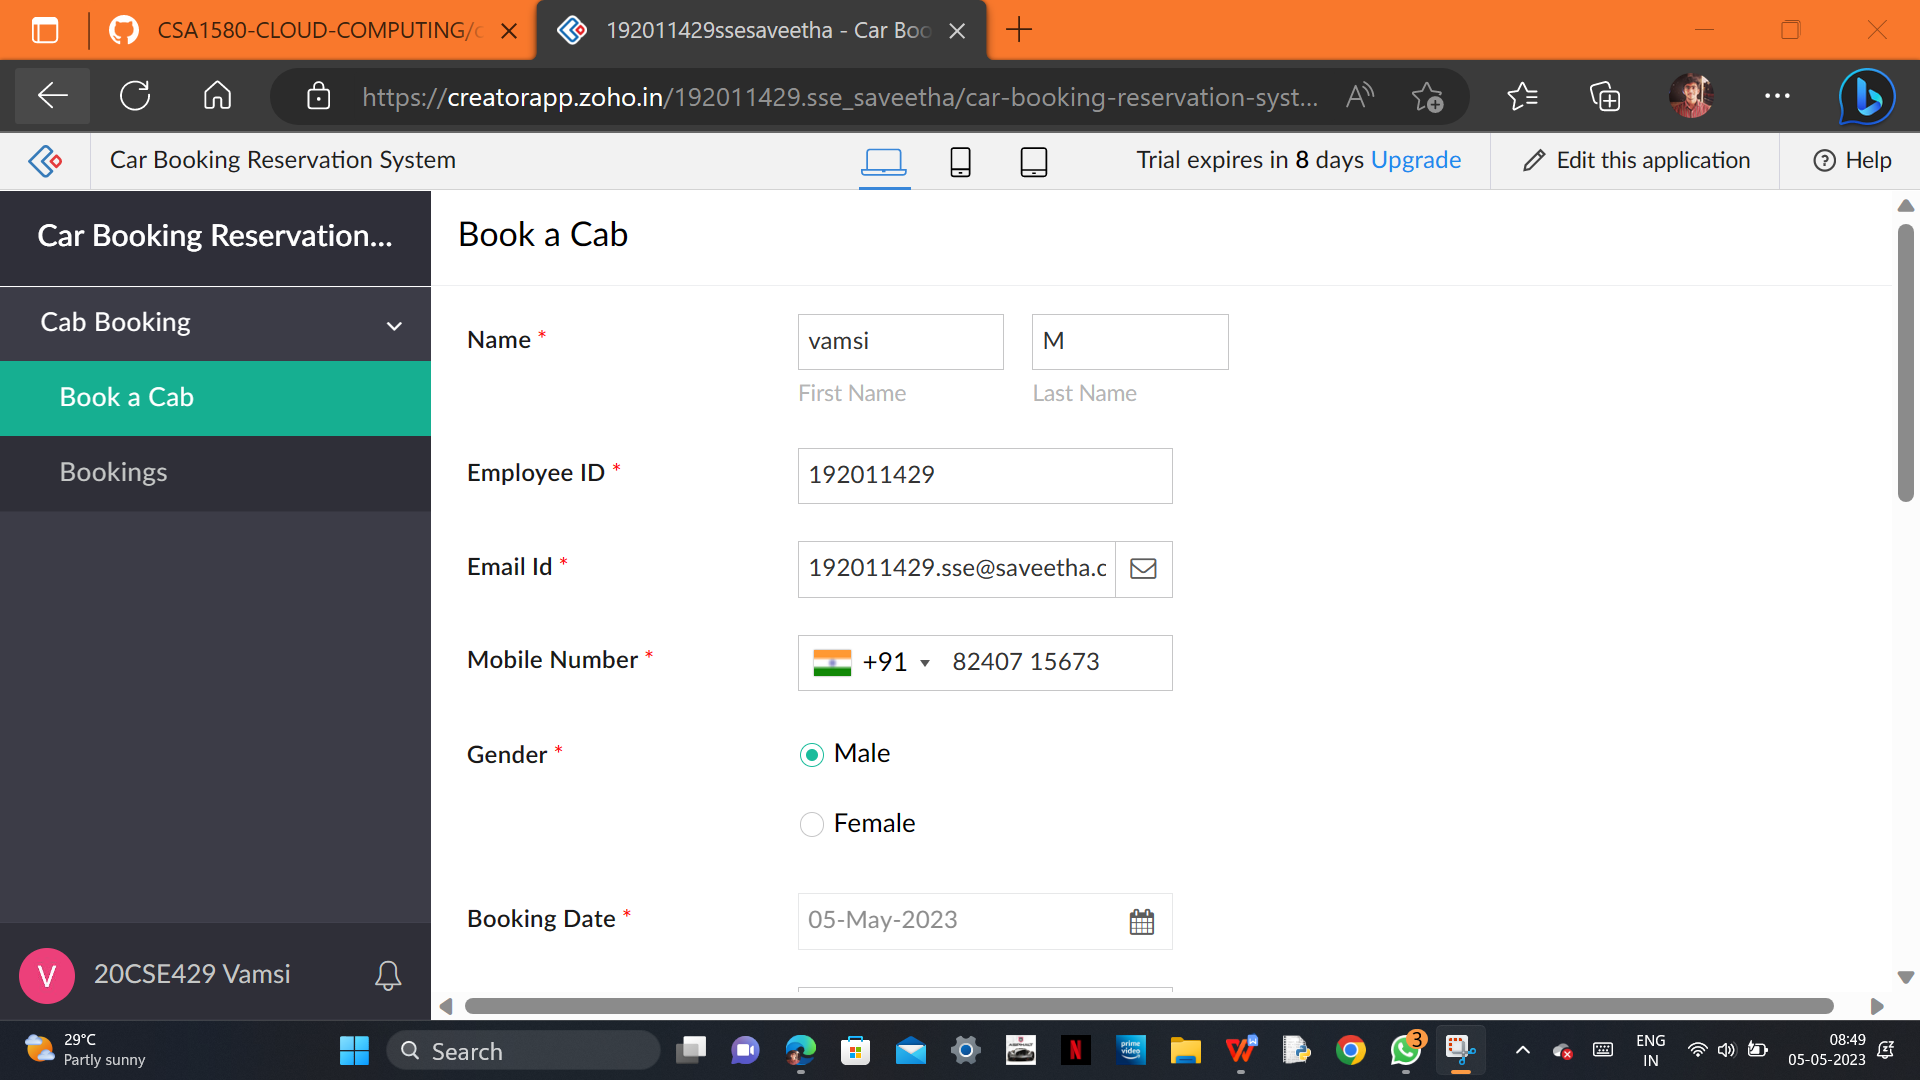 CSA1580-CLOUD-COMPUTING/
192011429ssesaveetha - Car Boo
https://creatorapp.zoho.in/192011429.sse_saveetha/car-booking-reservation-syst...
Car Booking Reservation System
Trial expires in 8 days Upgrade
Edit this application
Help
Car Booking Reservation...
Cab Booking
Book a Cab
Bookings
20CSE429 Vamsi
V
Book a Cab
Name *
vamsi
M
First Name
Last Name
Employee ID *
192011429
Email Id *
192011429.sse@saveetha.c
Mobile Number *
+91
82407 15673
Gender *
Male
Female
Booking Date *
05-May-2023
29°C
Partly sunny
Search
prime
video
3
ENG
IN
08:49
05-05-2023